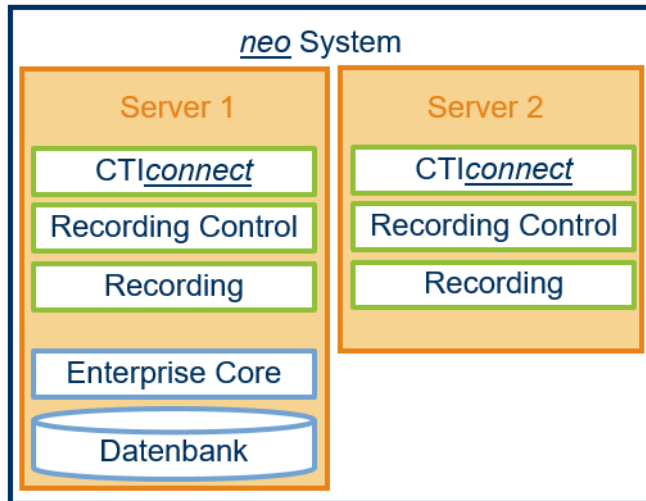 neo System
Server 1
CTIconnect
Recording Control
Recording
Enterprise Core
Datenbank
Server 2
CTIconnect
Recording Control
Recording